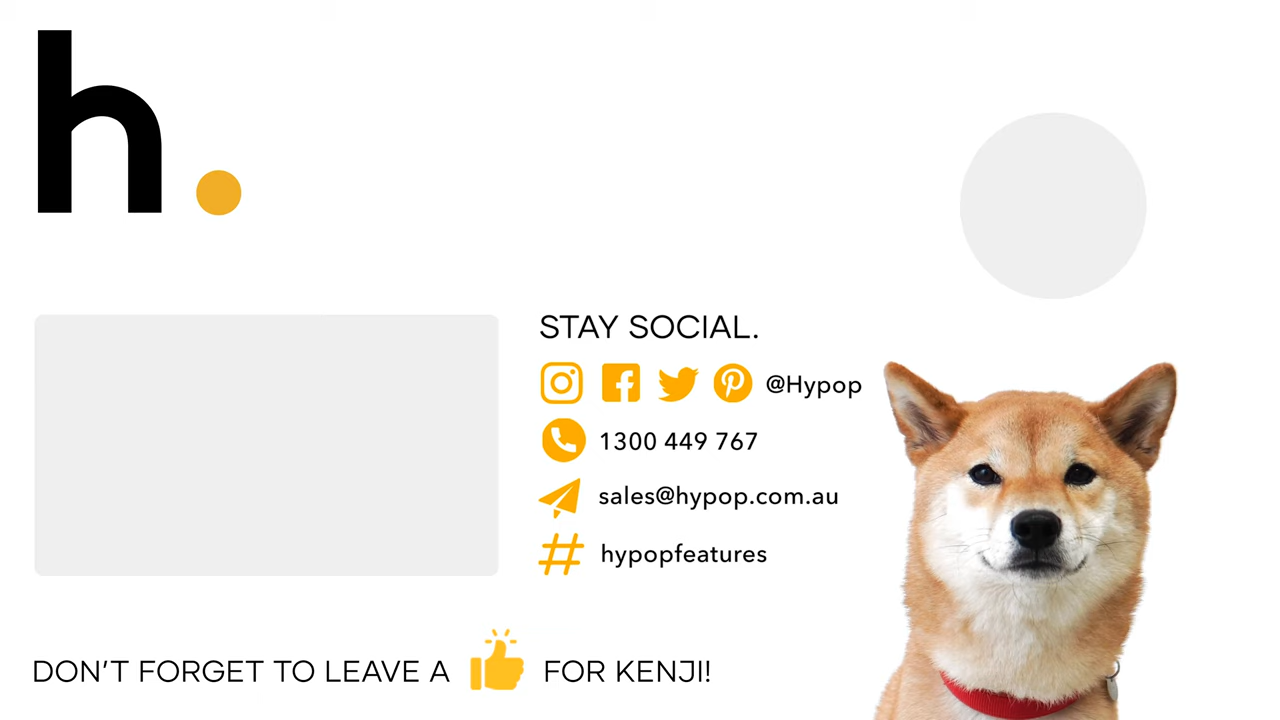 h.
STAY SOCIAL.
@Hypop
1300 449 767
sales@hypop.com.au
# hypopfeatures
DON'T FORGET TO LEAVE A FOR KENJI!